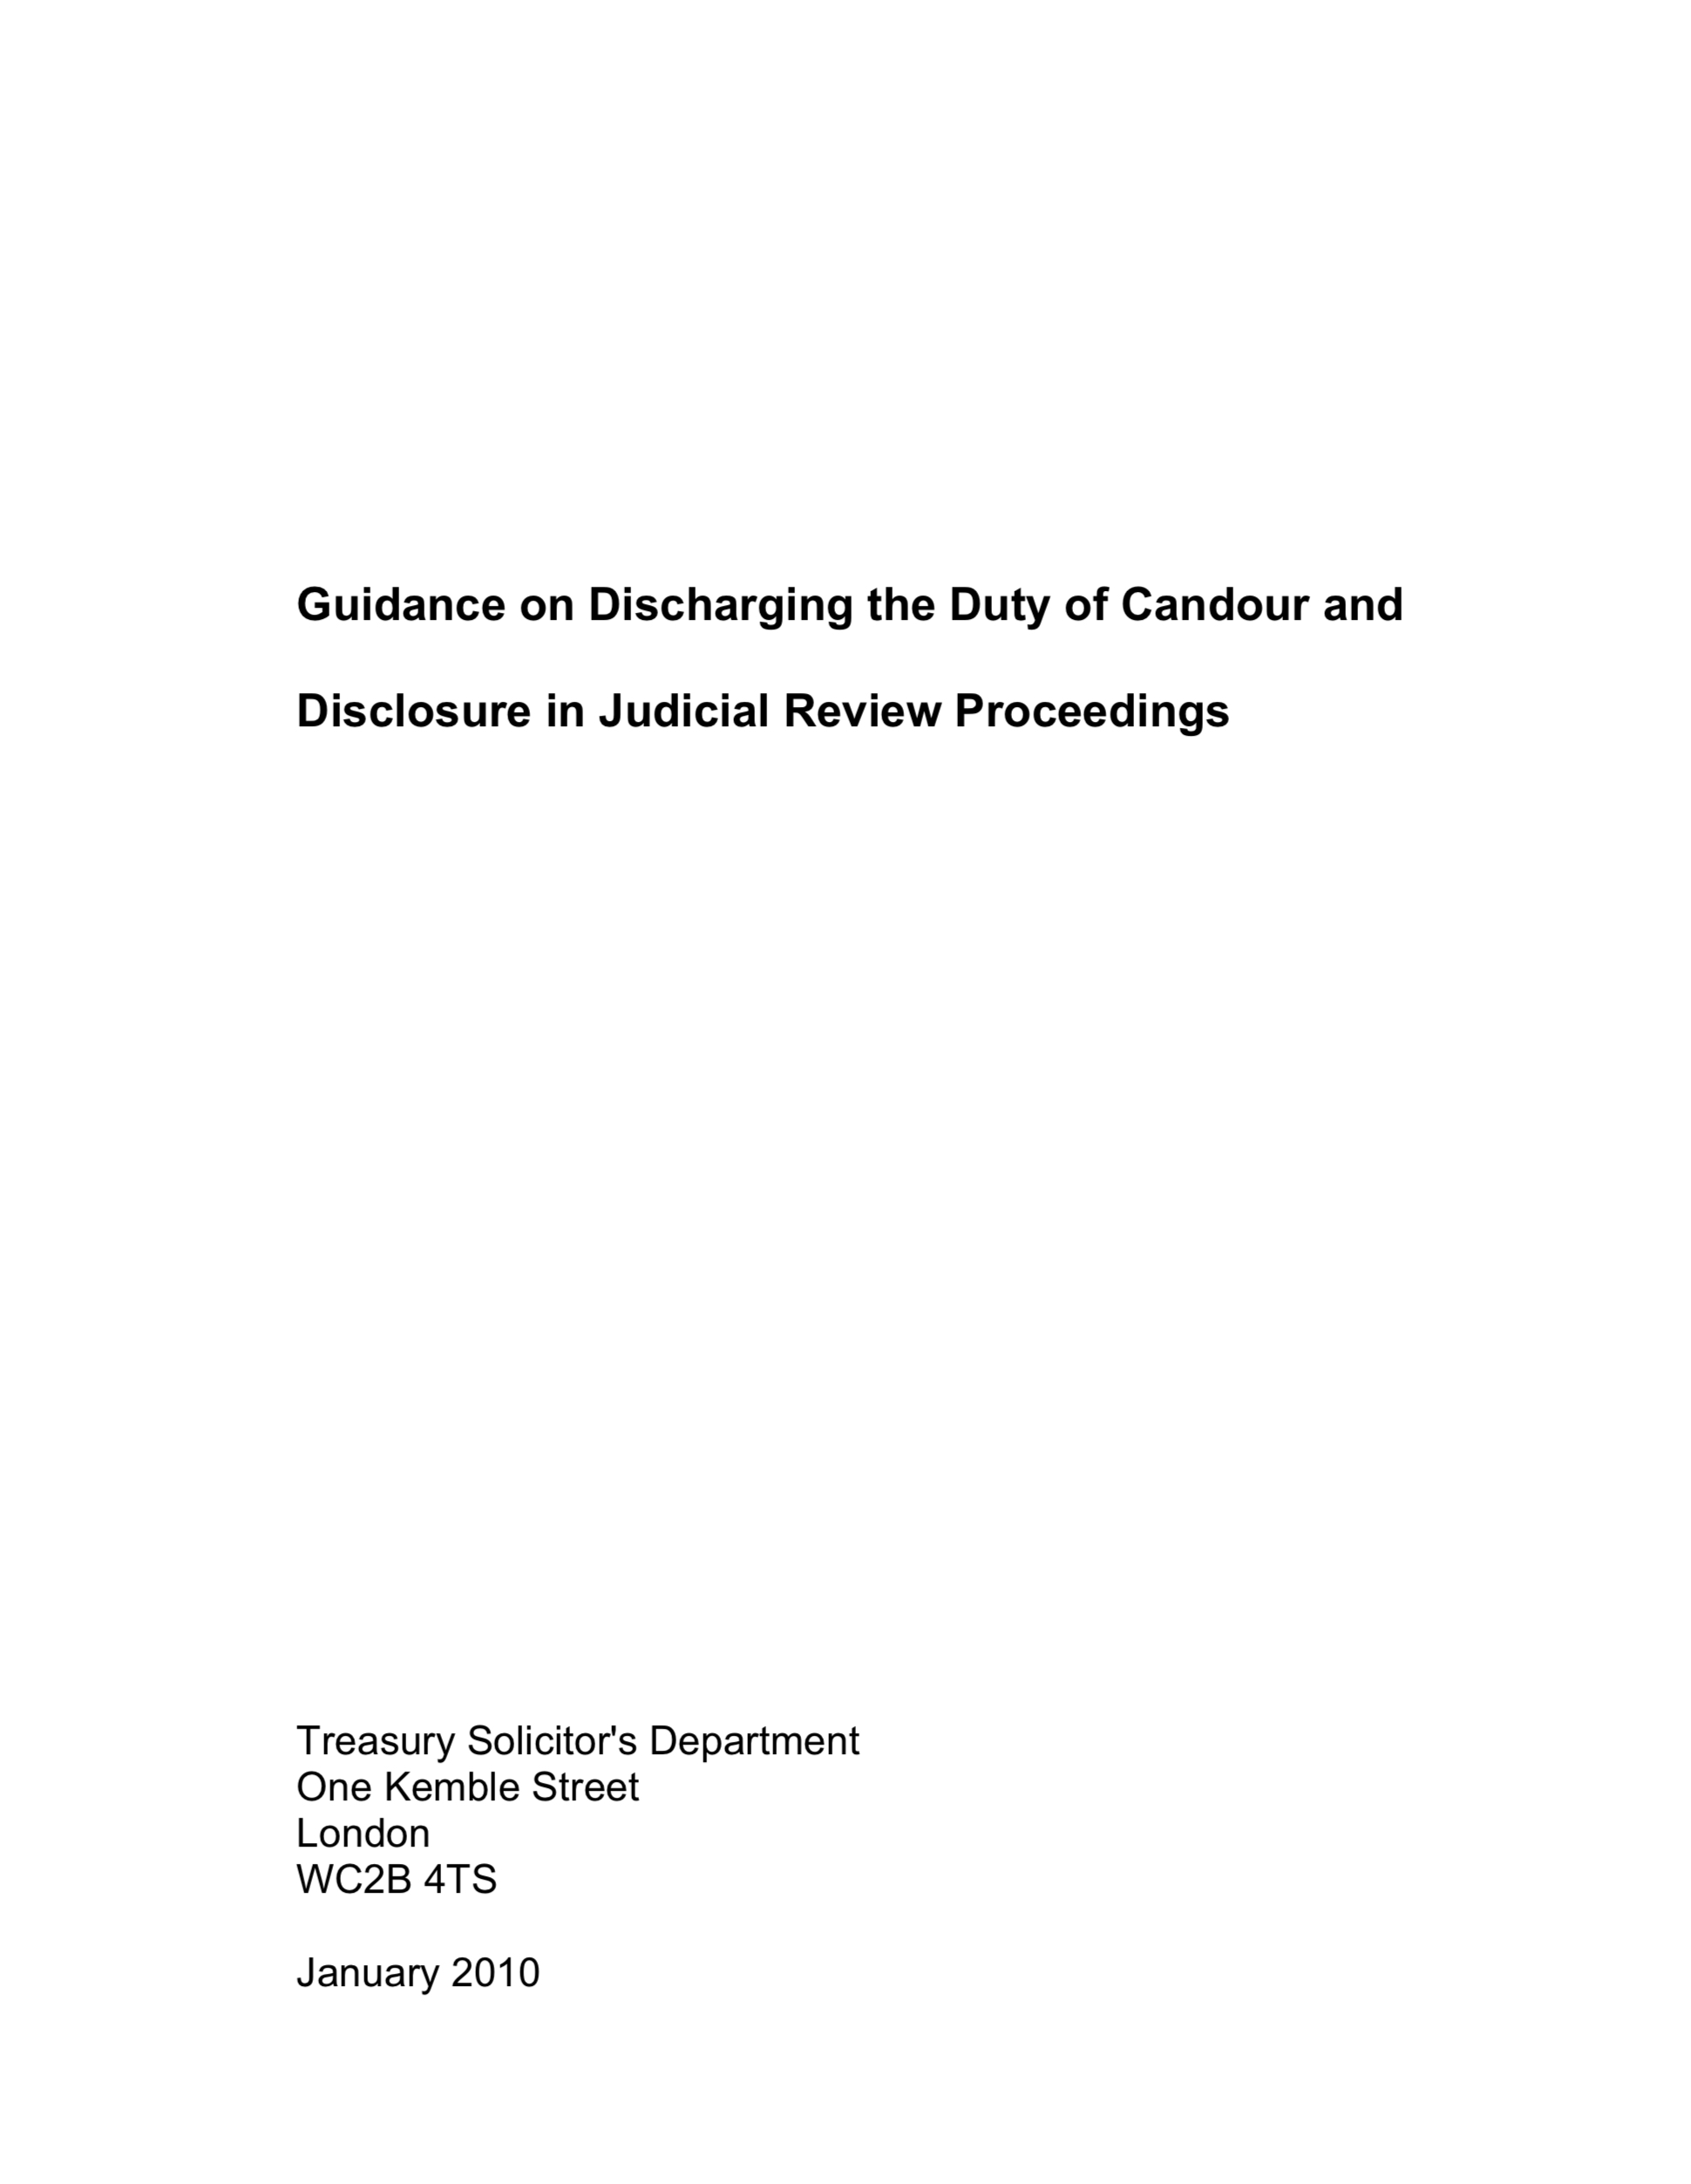 Guidance on Discharging the Duty of Candour and
Disclosure in Judicial Review Proceedings
Treasury Solicitor's Department
One Kemble Street
London
WC2B 4TS
January 2010